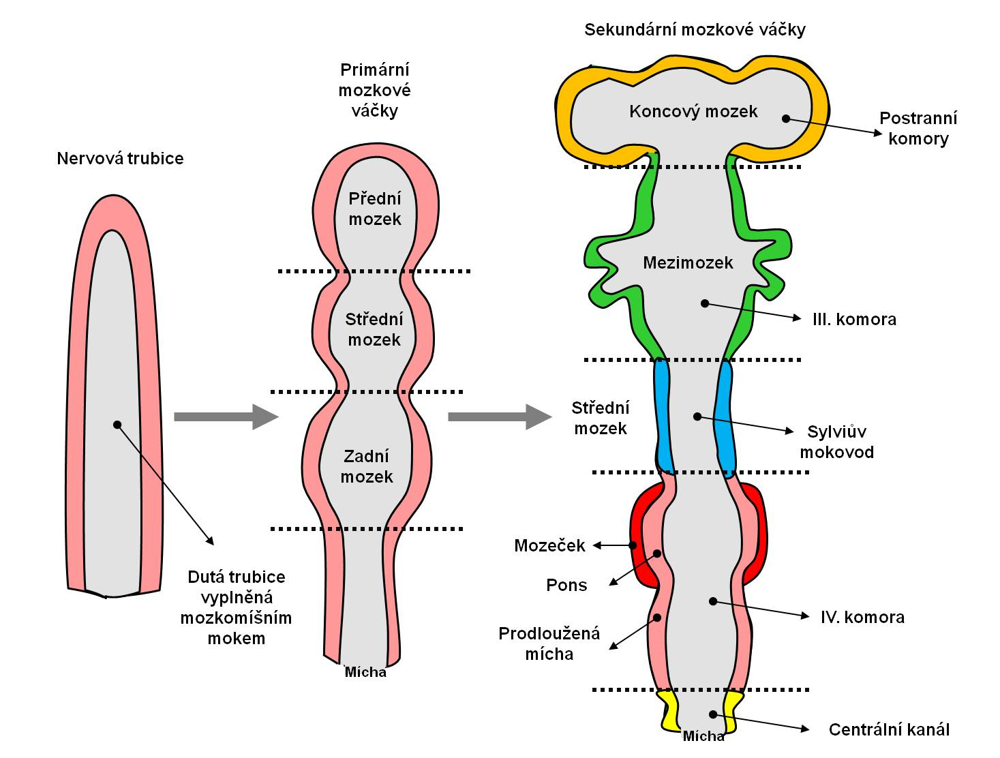 Sekundární mozkové váčky
Primární
mozkové
váčky
Nervová trubice
Koncový mozek
Postranní
komory
Přední
mozek
Mezimozek
III. komora
Střední
mozek
Střední
mozek
Sylviův
mokovod
Zadní
mozek
Mozeček
Pons
Dutá trubice
vyplněná
mozkomíšním
mokem
IV. komora
Prodloužená
mícha
Mícha
Centrální kanál
Mícha